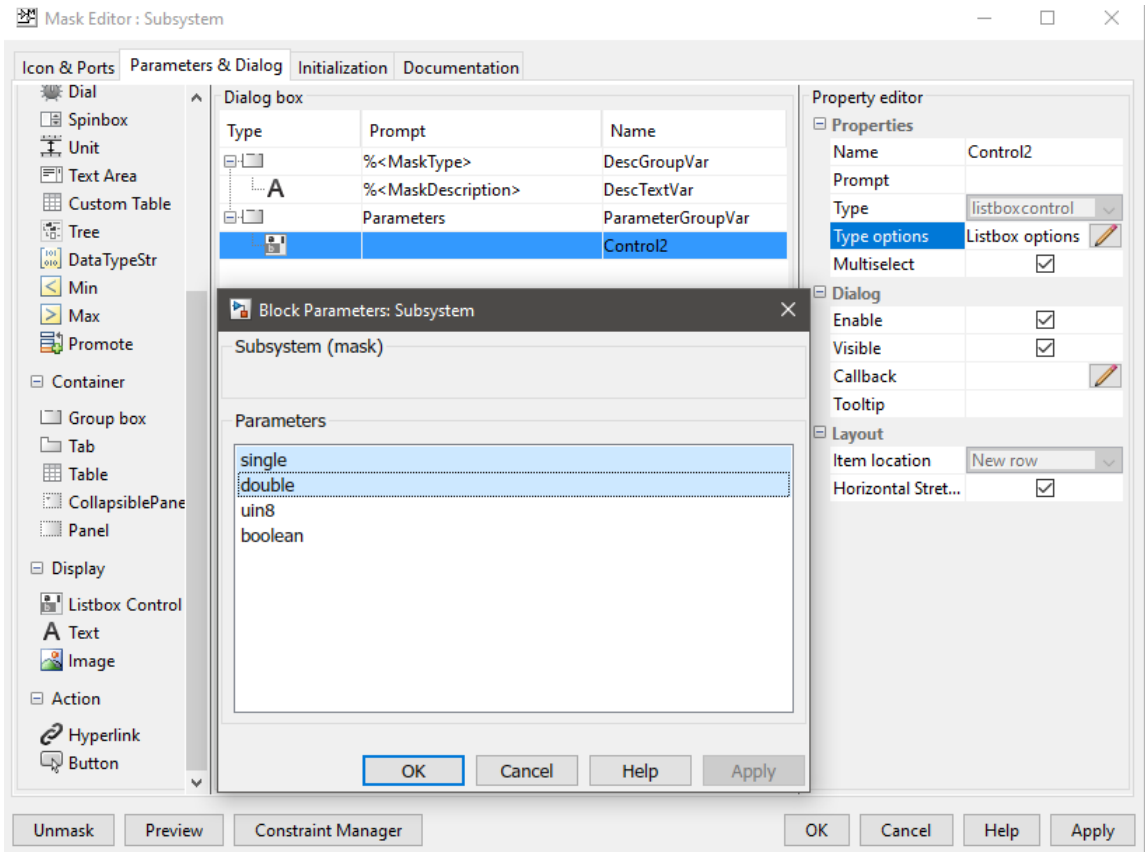 Mask Editor : Subsystem
Icon & Ports Parameters & Dialog Initialization Documentation
Dial
Spinbox
Unit
Text Area
Custom Table
Tree
DataTypeStr
Min
Max
Promote
Container
Group box
Tab
Table
CollapsiblePane
Panel
Display
Listbox Control
A Text
Image
Action
Hyperlink
Button
Dialog box
Type Prompt Name
%<MaskType> DescGroupVar
A %<MaskDescription> DescTextVar
Parameters ParameterGroupVar
Control2
Block Parameters: Subsystem
Subsystem (mask)
Parameters
single
double
uin8
boolean
OK Cancel Help Apply
Property editor
Properties
Name Control2
Prompt
Type listboxcontrol
Type options Listbox options
Multiselect
Dialog
Enable
Visible
Callback
Tooltip
Layout
Item location New row
Horizontal Stret...
Unmask Preview Constraint Manager OK Cancel Help Apply